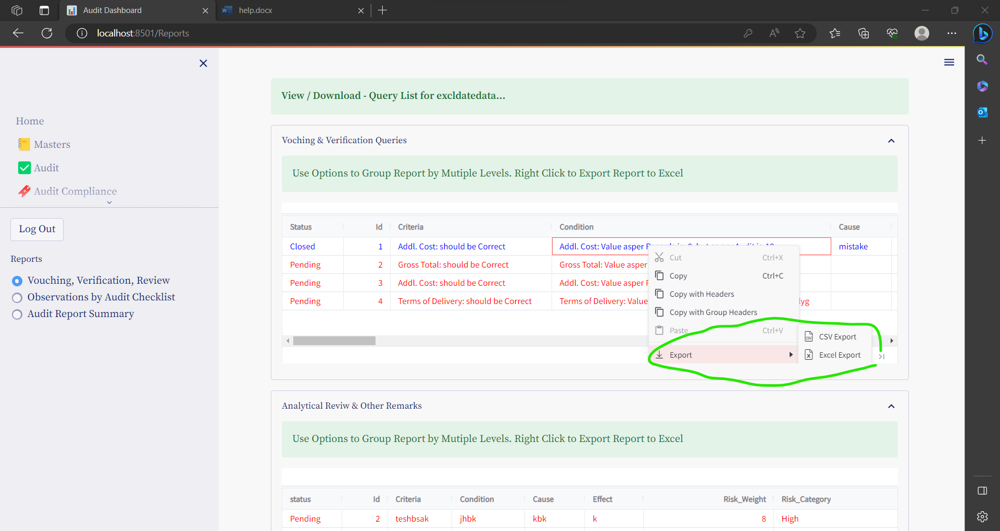 Audit Dashboard
help.docx
localhost:8501/Reports
Home
Masters
Audit
Audit Compliance
Log Out
Reports
Vouching, Verification, Review
Observations by Audit Checklist
Audit Report Summary
View / Download - Query List for excldatedata...
Voching & Verification Queries
Use Options to Group Report by Mutiple Levels. Right Click to Export Report to Excel
Status Id Criteria Condition Cause
Closed 1 Addl. Cost: should be Correct Addl. Cost: Value asper mistake
Pending 2 Gross Total: should be Correct Gross Total: Value asper
Pending 3 Addl. Cost: should be Correct Addl. Cost: Value asper
Pending 4 Terms of Delivery: should be Correct Terms of Delivery: Value lyg
Cut Ctrl+X
Copy Ctrl+C
Copy with Headers
Copy with Group Headers
Paste Ctrl+V
Export
CSV Export
Excel Export
Analytical Reviw & Other Remarks
Use Options to Group Report by Mutiple Levels. Right Click to Export Report to Excel
status Id Criteria Condition Cause Effect Risk_Weight Risk_Category
Pending 2 teshbsak jhbk kbk k 8 High